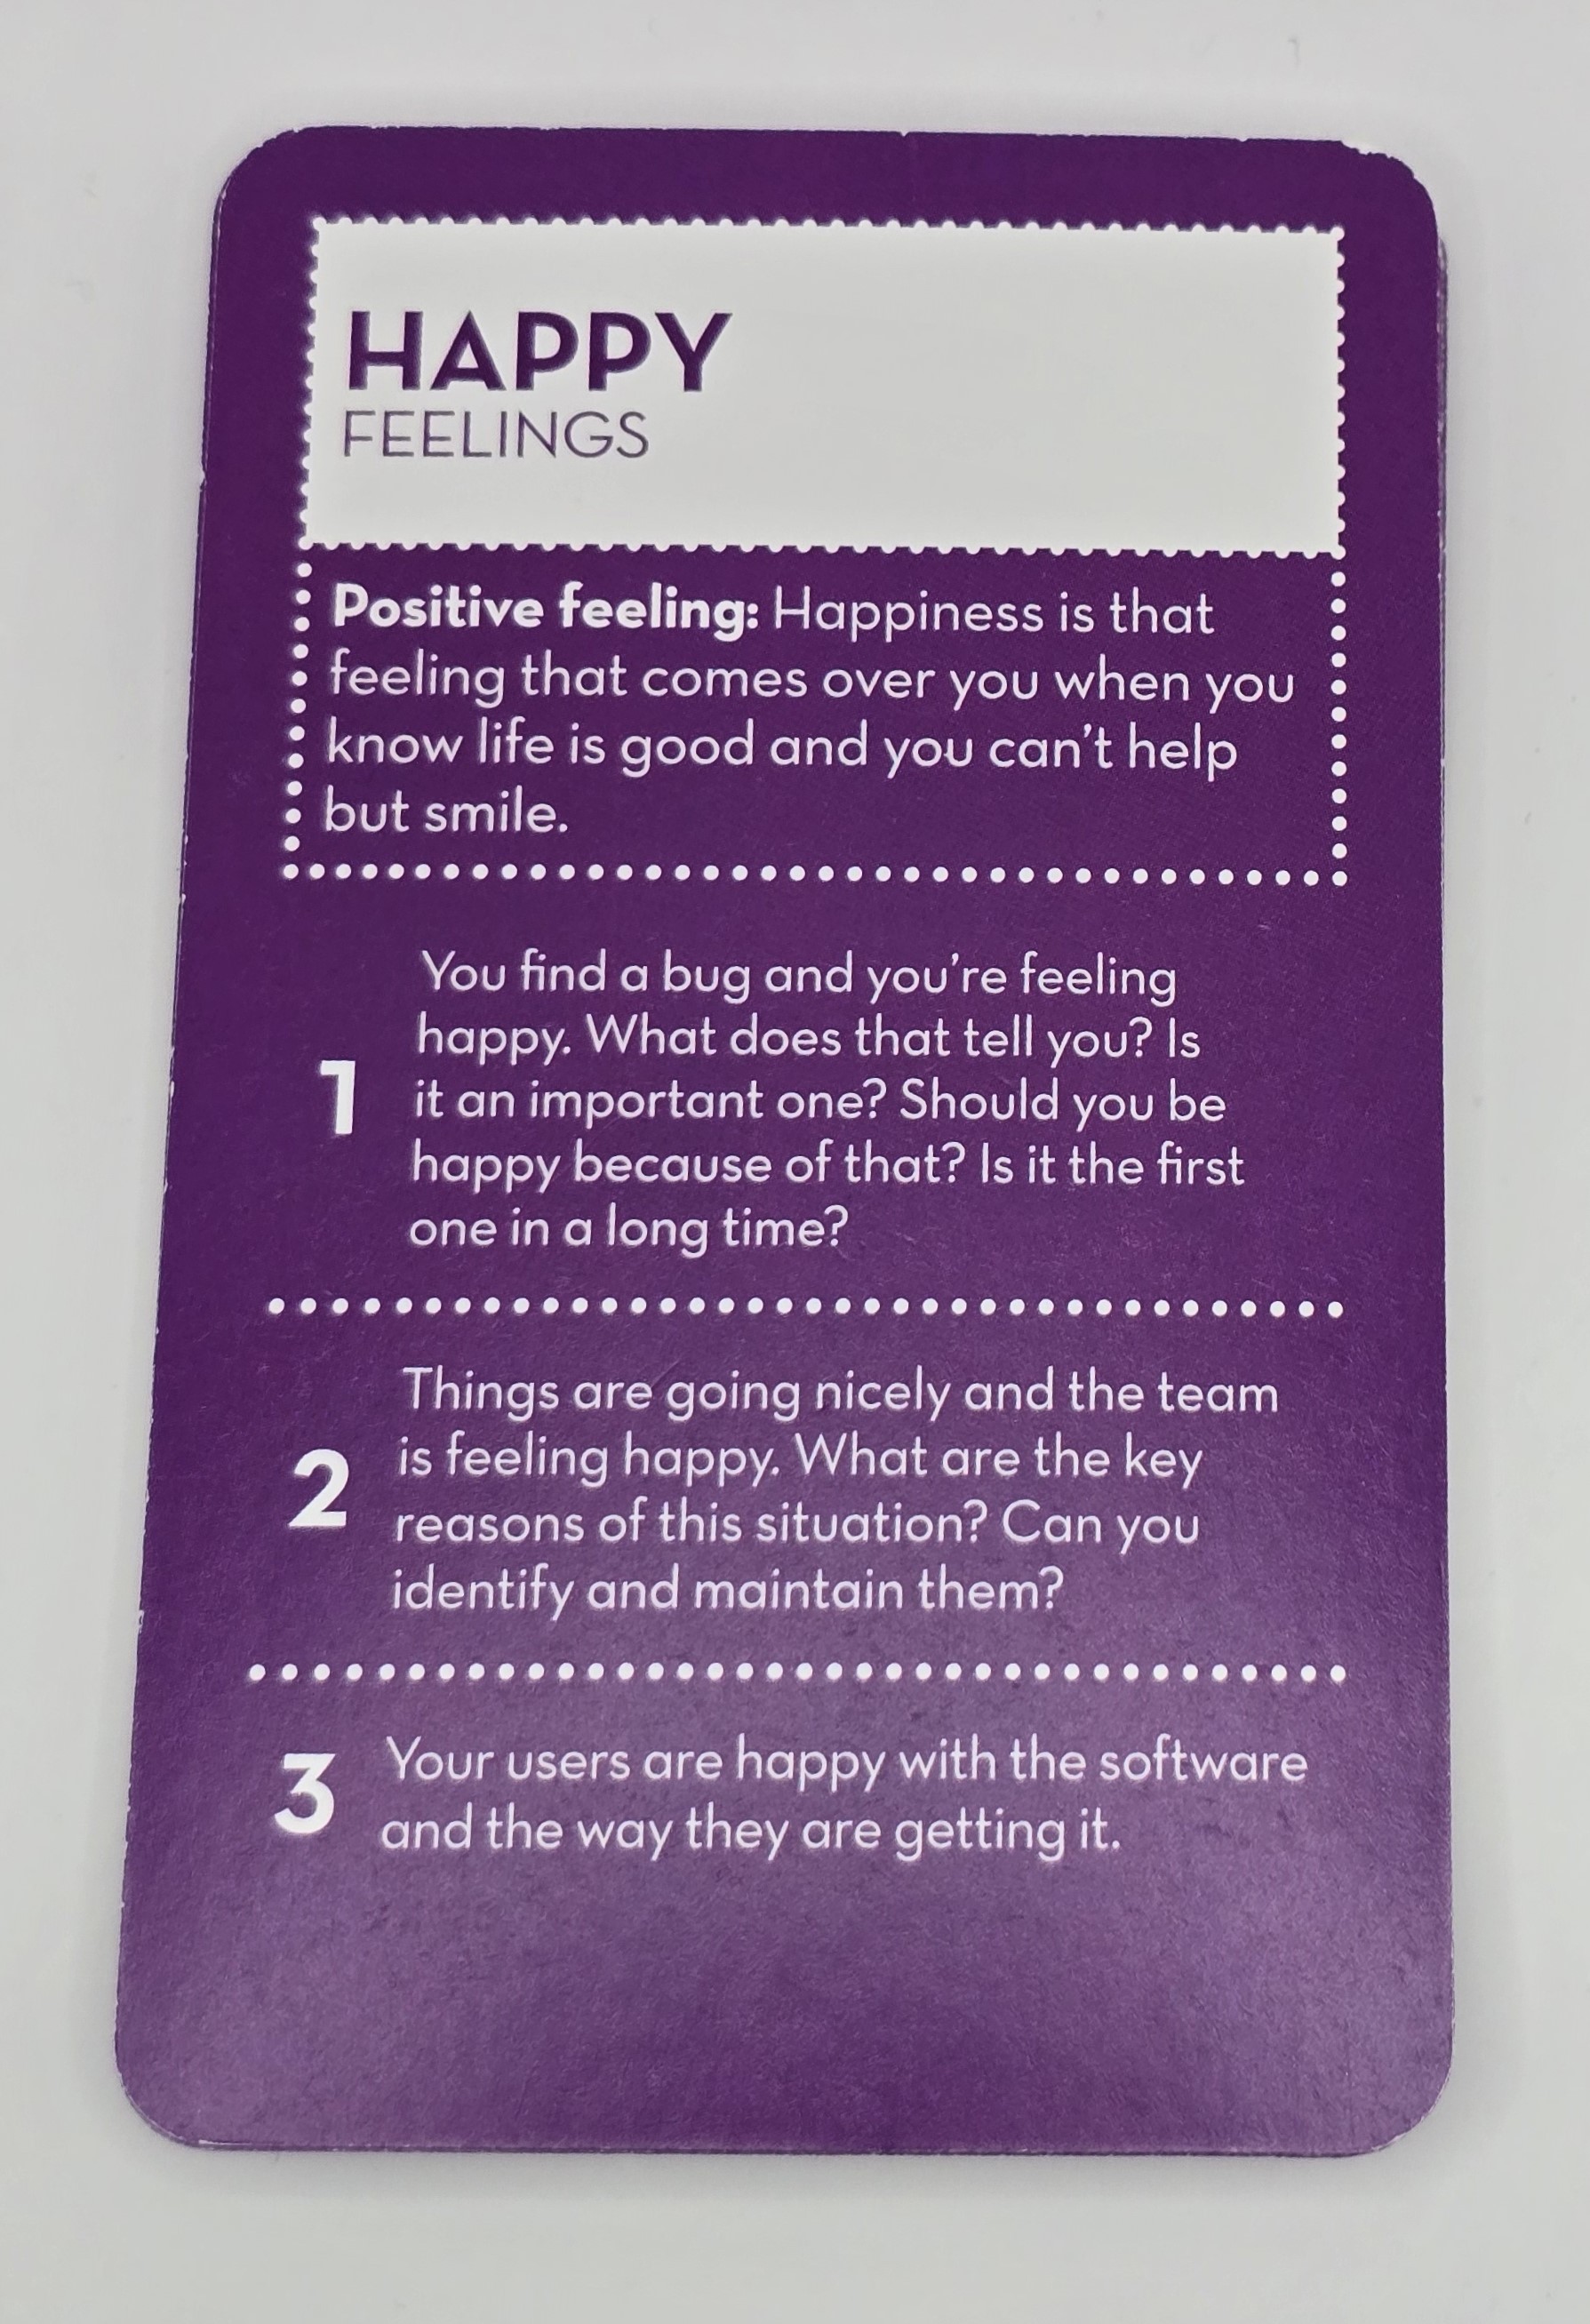 HAPPY
FEELINGS
Positive feeling: Happiness is that
feeling that comes over you when you
know life is good and you can't help
but smile.
1
You find a bug and you're feeling
happy. What does that tell you? Is
it an important one? Should you be
happy because of that? Is it the first
one in a long time?
2
Things are going nicely and the team
is feeling happy. What are the key
reasons of this situation? Can you
identify and maintain them?
3
Your users are happy with the software
and the way they are getting it.